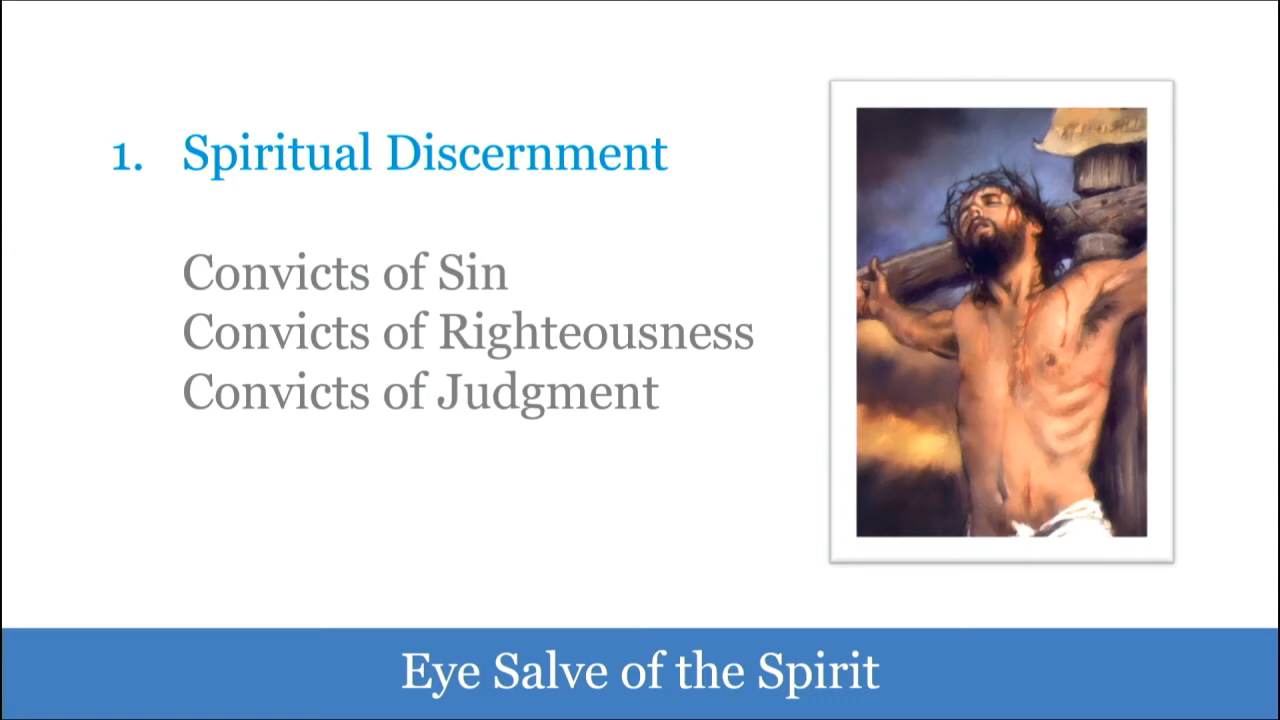 1. Spiritual Discernment
Convicts of Sin
Convicts of Righteousness
Convicts of Judgment
Eye Salve of the Spirit